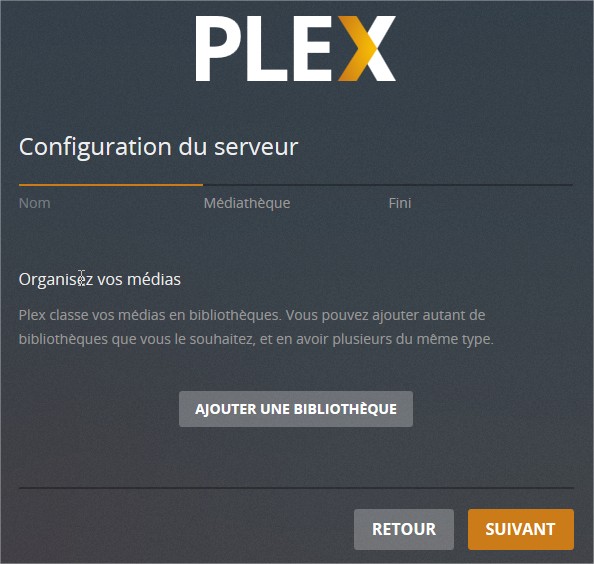 PLEX
Configuration du serveur
Nom Médiathèque Fini
Organisez vos médias
Plex classe vos médias en bibliothèques. Vous pouvez ajouter autant de
bibliothèques que vous le souhaitez, et en avoir plusieurs du même type.
AJOUTER UNE BIBLIOTHÈQUE
RETOUR SUIVANT